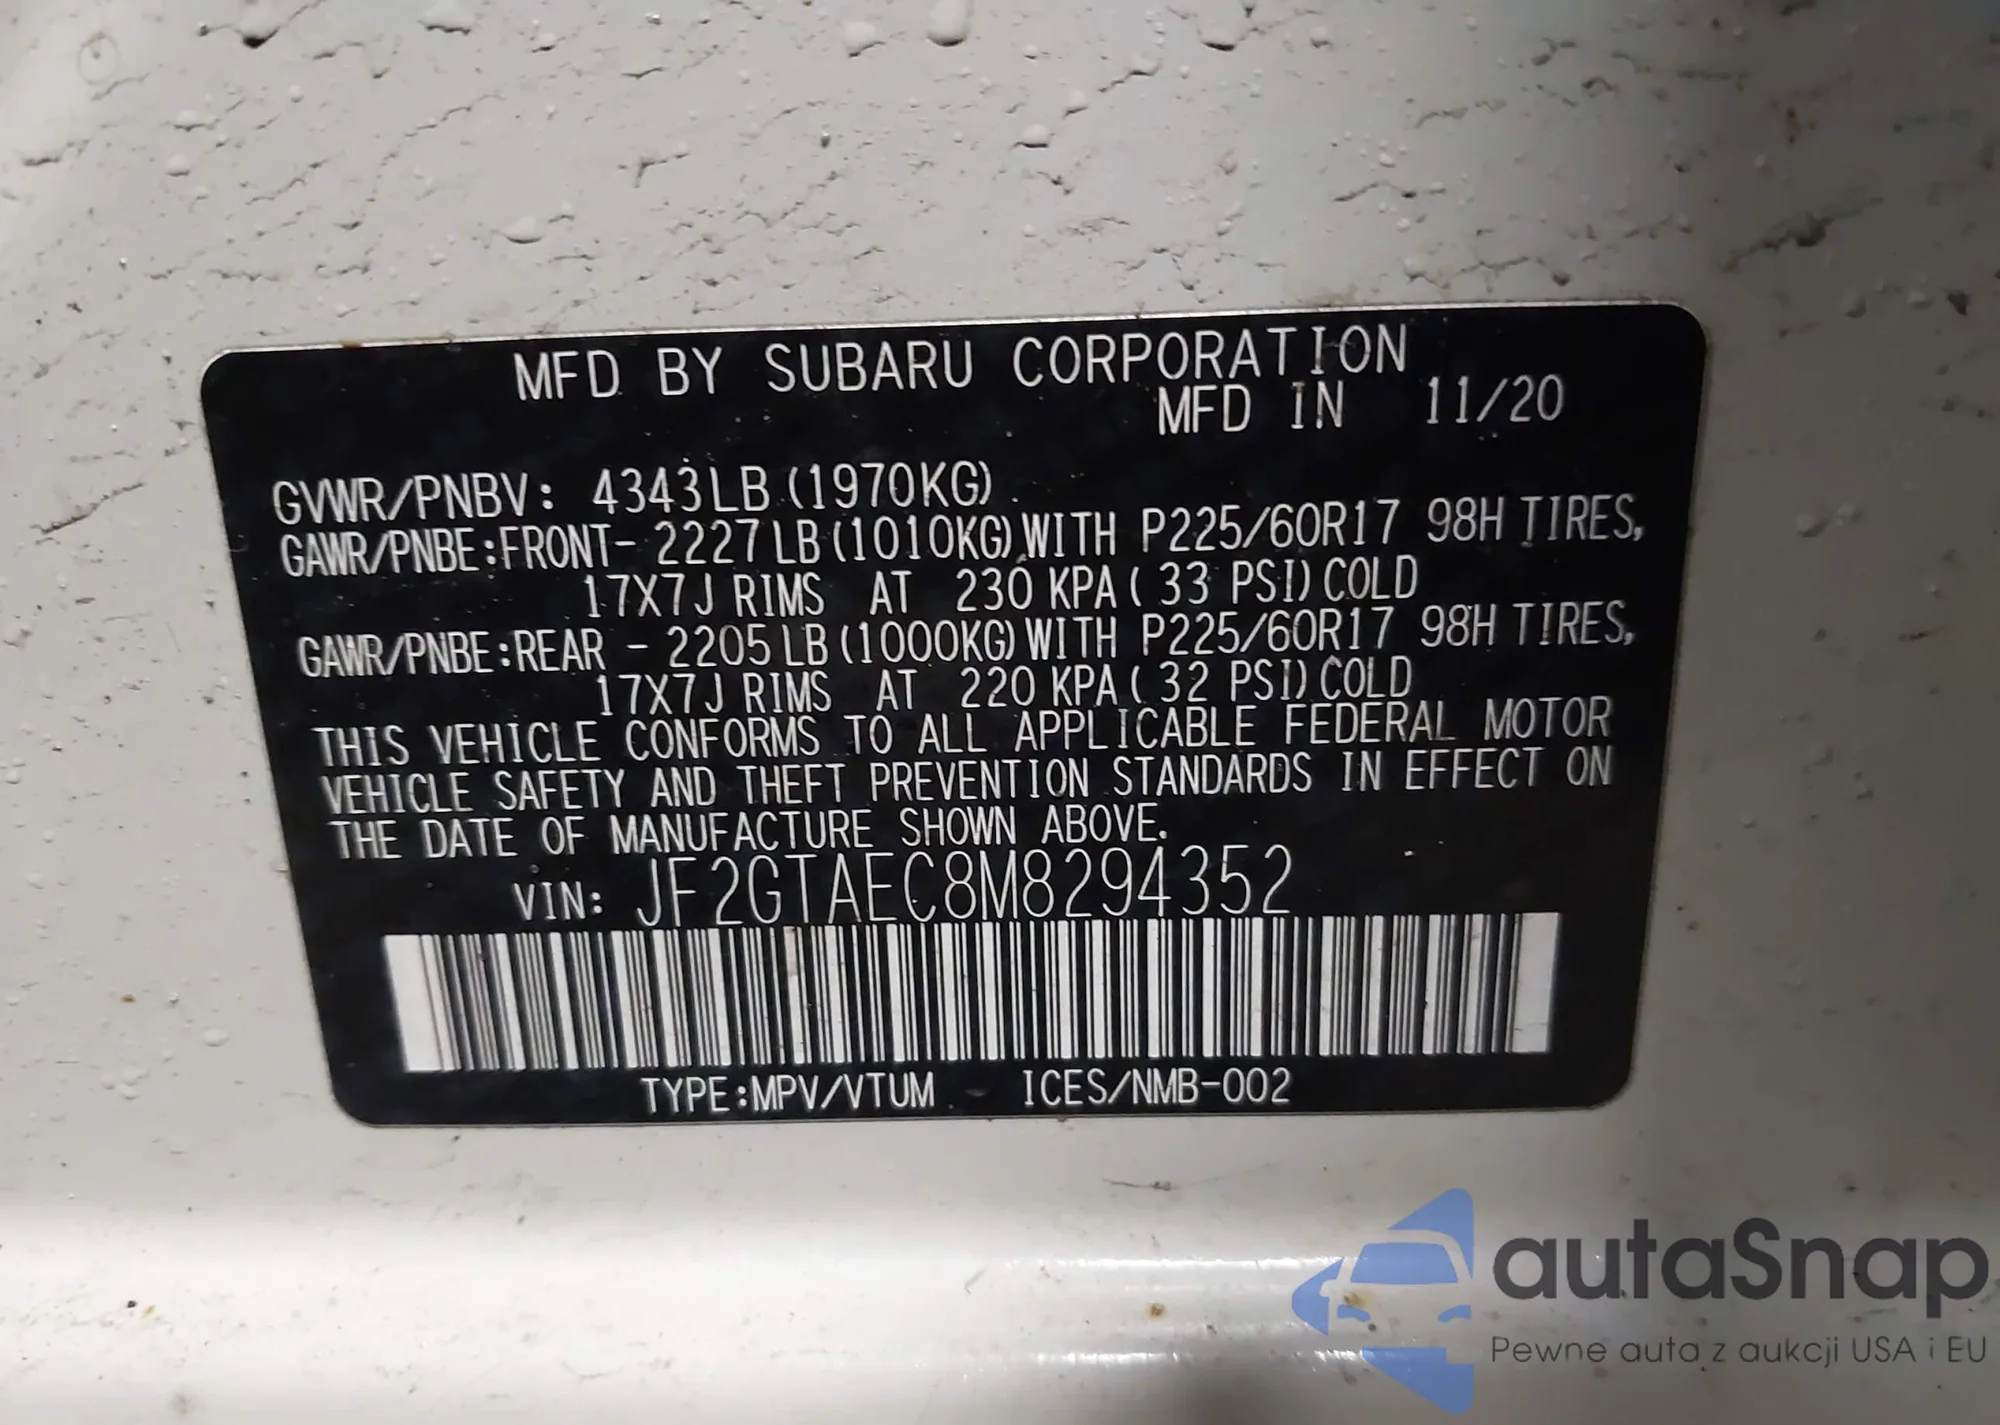 MFD BY SUBARU CORPORATION
MFD IN 11/20
GVWR/PNBV: 4343LB(1970KG)
GAWR/PNBE:FRONT- 2227LB(1010KG)WITH P225/60R17 98H TIRES,
17X7J RIMS AT 230 KPA( 33 PSI)COLD
GAWR/PNBE:REAR - 2205LB(1000KG)WITH P225/60R17 98H TIRES,
17X7J RIMS AT 220 KPA( 32 PSI)COLD
THIS VEHICLE CONFORMS TO ALL APPLICABLE FEDERAL MOTOR
VEHICLE SAFETY AND THEFT PREVENTION STANDARDS IN EFFECT ON
THE DATE OF MANUFACTURE SHOWN ABOVE.
VIN: JF2GTAEC8M8294352
TYPE:MPV/VTUM ICES/NMB-002
autaSnap
Pewne auta z aukcji USA i EU